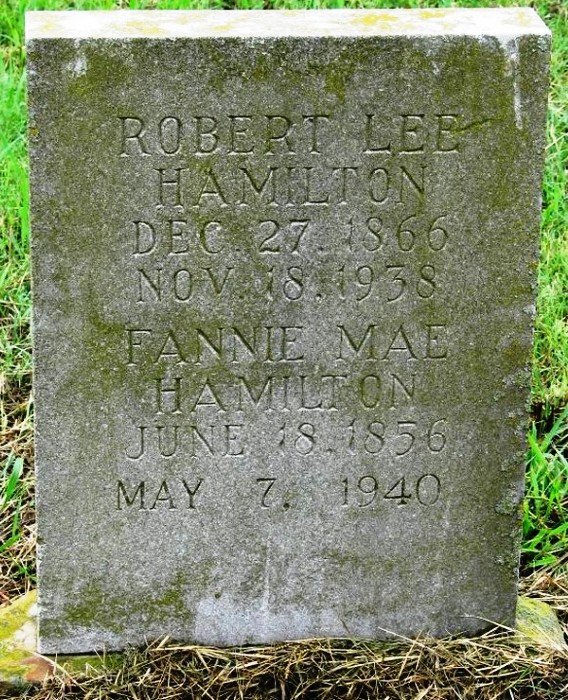 ROBERT LEE
HAMILTON
DEC. 27. 1866
NOV. 18. 1938
FANNIE MAE
HAMILTON
JUNE 18. 1856
MAY 7. 1940